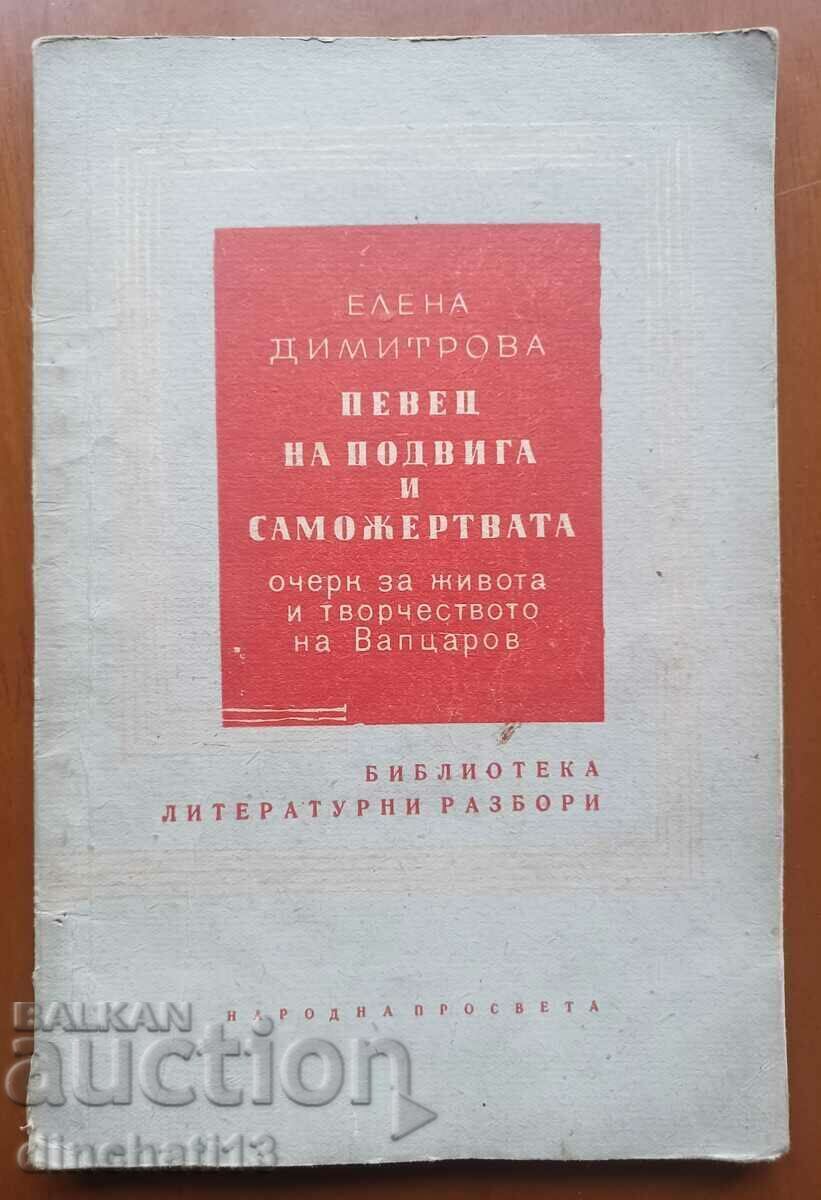 ЕЛЕНА
ДИМИТРОВА
ПЕВЕЦ
НА ПОДВИГА
И
САМОЖЕРТВАТА
очерк за живота
и творчеството
на Вапцаров
БИБЛИОТЕКА
ЛИТЕРАТУРНИ РАЗБОРИ
НАРОДНА ПРОСВЕТА
BALKAN
auction
dinchati13